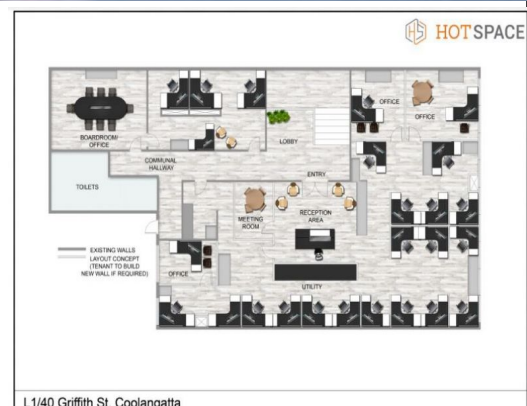 HS HOTSPACE
BOARDROOM/
OFFICE
LOBBY
OFFICE
OFFICE
COMMUNAL
HALLWAY
ENTRY
TOILETS
MEETING
ROOM
RECEPTION
AREA
EXISTING WALLS
LAYOUT CONCEPT
(TENANT TO BUILD
NEW WALL IF REQUIRED)
OFFICE
UTILITY
L1/40 Griffith St, Coolangatta